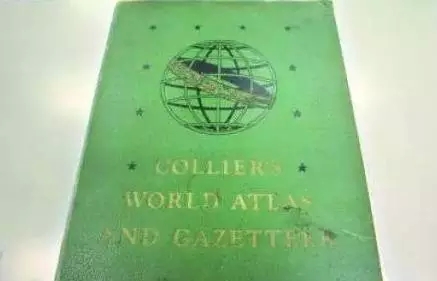 COLLIER'S
WORLD ATLAS
AND GAZETTEER